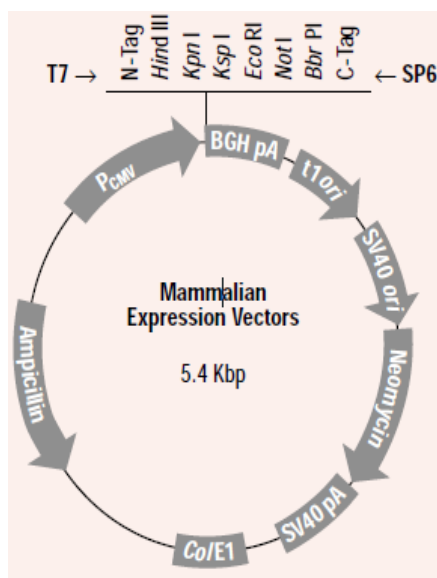 T7 → N-Tag Hind III Kpn I Ksp I Eco RI Not I Bbr PI C-Tag ← SP6
PCMV
BGH pA
t1 ori
SV40 ori
Neomycin
SV40 pA
ColE1
Ampicillin
Mammalian
Expression Vectors
5.4 Kbp